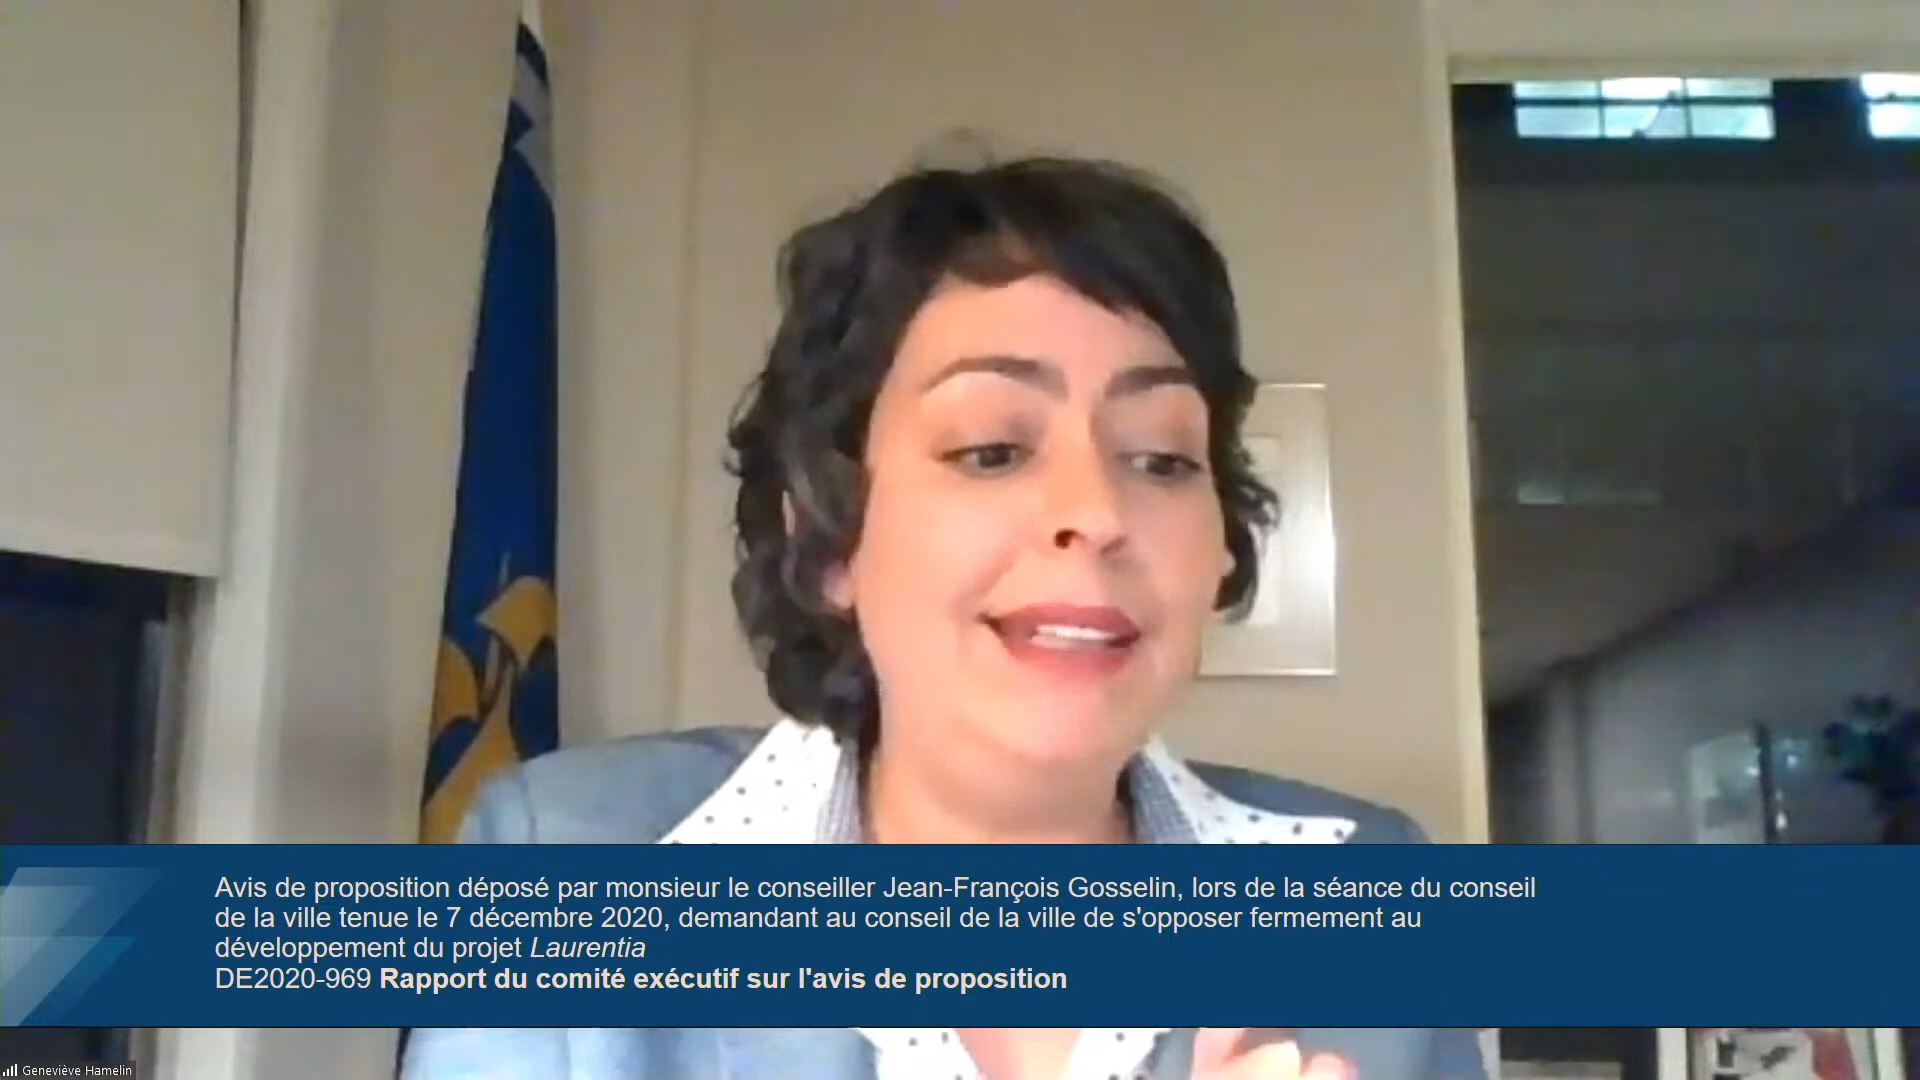 Avis de proposition déposé par monsieur le conseiller Jean-François Gosselin, lors de la séance du conseil
de la ville tenue le 7 décembre 2020, demandant au conseil de la ville de s'opposer fermement au
développement du projet Laurentia
DE2020-969 Rapport du comité exécutif sur l'avis de proposition
Geneviève Hamelin